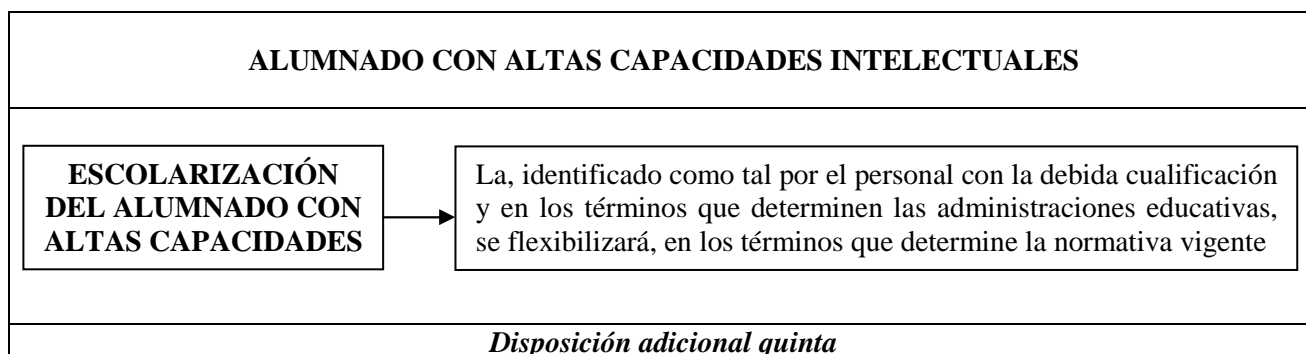 ALUMNADO CON ALTAS CAPACIDADES INTELECTUALES
ESCOLARIZACIÓN
DEL ALUMNADO CON
ALTAS CAPACIDADES
La, identificado como tal por el personal con la debida cualificación
y en los términos que determinen las administraciones educativas,
se flexibilizará, en los términos que determine la normativa vigente
Disposición adicional quinta